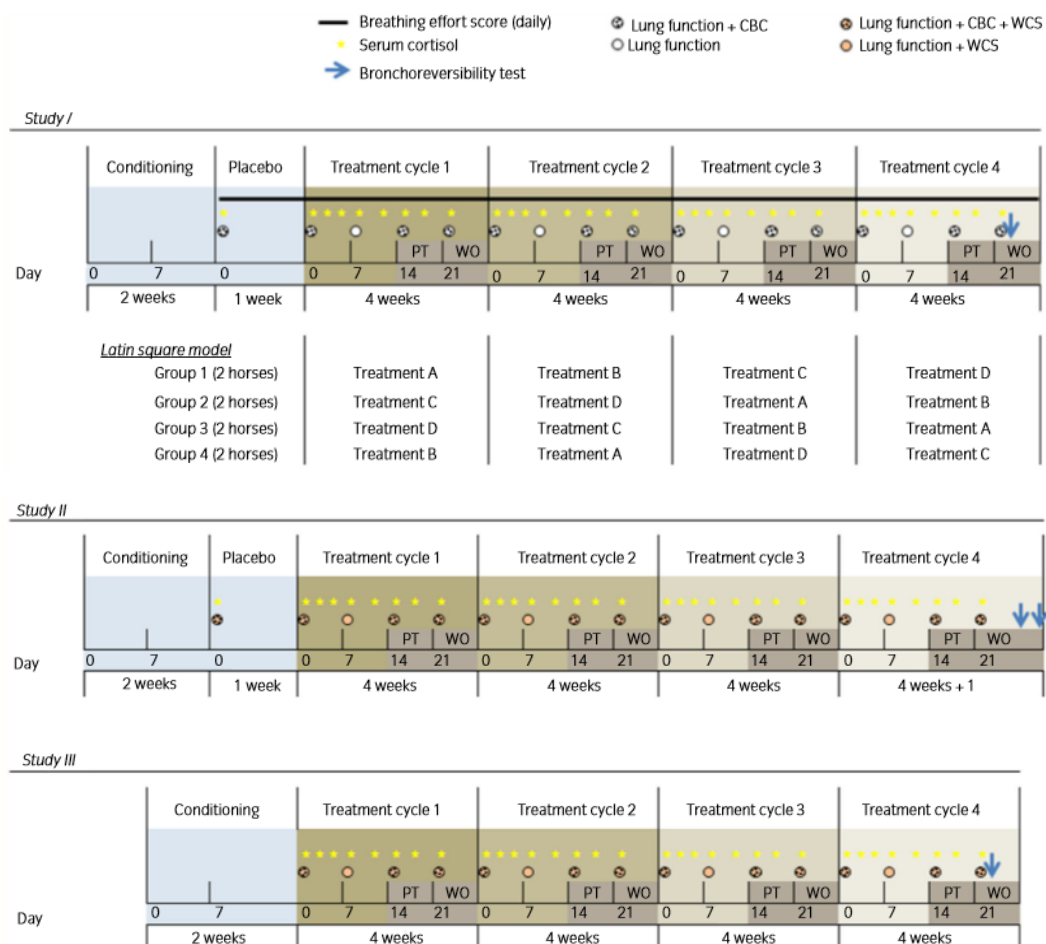 Breathing effort score (daily)
Serum cortisol
Bronchoreversibility test
Lung function + CBC
Lung function
Lung function + CBC + WCS
Lung function + WCS
Study I
Conditioning Placebo Treatment cycle 1 Treatment cycle 2 Treatment cycle 3 Treatment cycle 4
PT WO PT WO PT WO PT WO
Day 0 7 0 0 7 14 21 0 7 14 21 0 7 14 21 0 7 14 21
2 weeks 1 week 4 weeks 4 weeks 4 weeks 4 weeks
Latin square model
Group 1 (2 horses) Treatment A Treatment B Treatment C Treatment D
Group 2 (2 horses) Treatment C Treatment D Treatment A Treatment B
Group 3 (2 horses) Treatment D Treatment C Treatment B Treatment A
Group 4 (2 horses) Treatment B Treatment A Treatment D Treatment C
Study II
Conditioning Placebo Treatment cycle 1 Treatment cycle 2 Treatment cycle 3 Treatment cycle 4
PT WO PT WO PT WO PT WO
Day 0 7 0 0 7 14 21 0 7 14 21 0 7 14 21 0 7 14 21
2 weeks 1 week 4 weeks 4 weeks 4 weeks 4 weeks + 1
Study III
Conditioning Treatment cycle 1 Treatment cycle 2 Treatment cycle 3 Treatment cycle 4
PT WO PT WO PT WO PT WO
Day 0 7 0 7 14 21 0 7 14 21 0 7 14 21 0 7 14 21
2 weeks 4 weeks 4 weeks 4 weeks 4 weeks